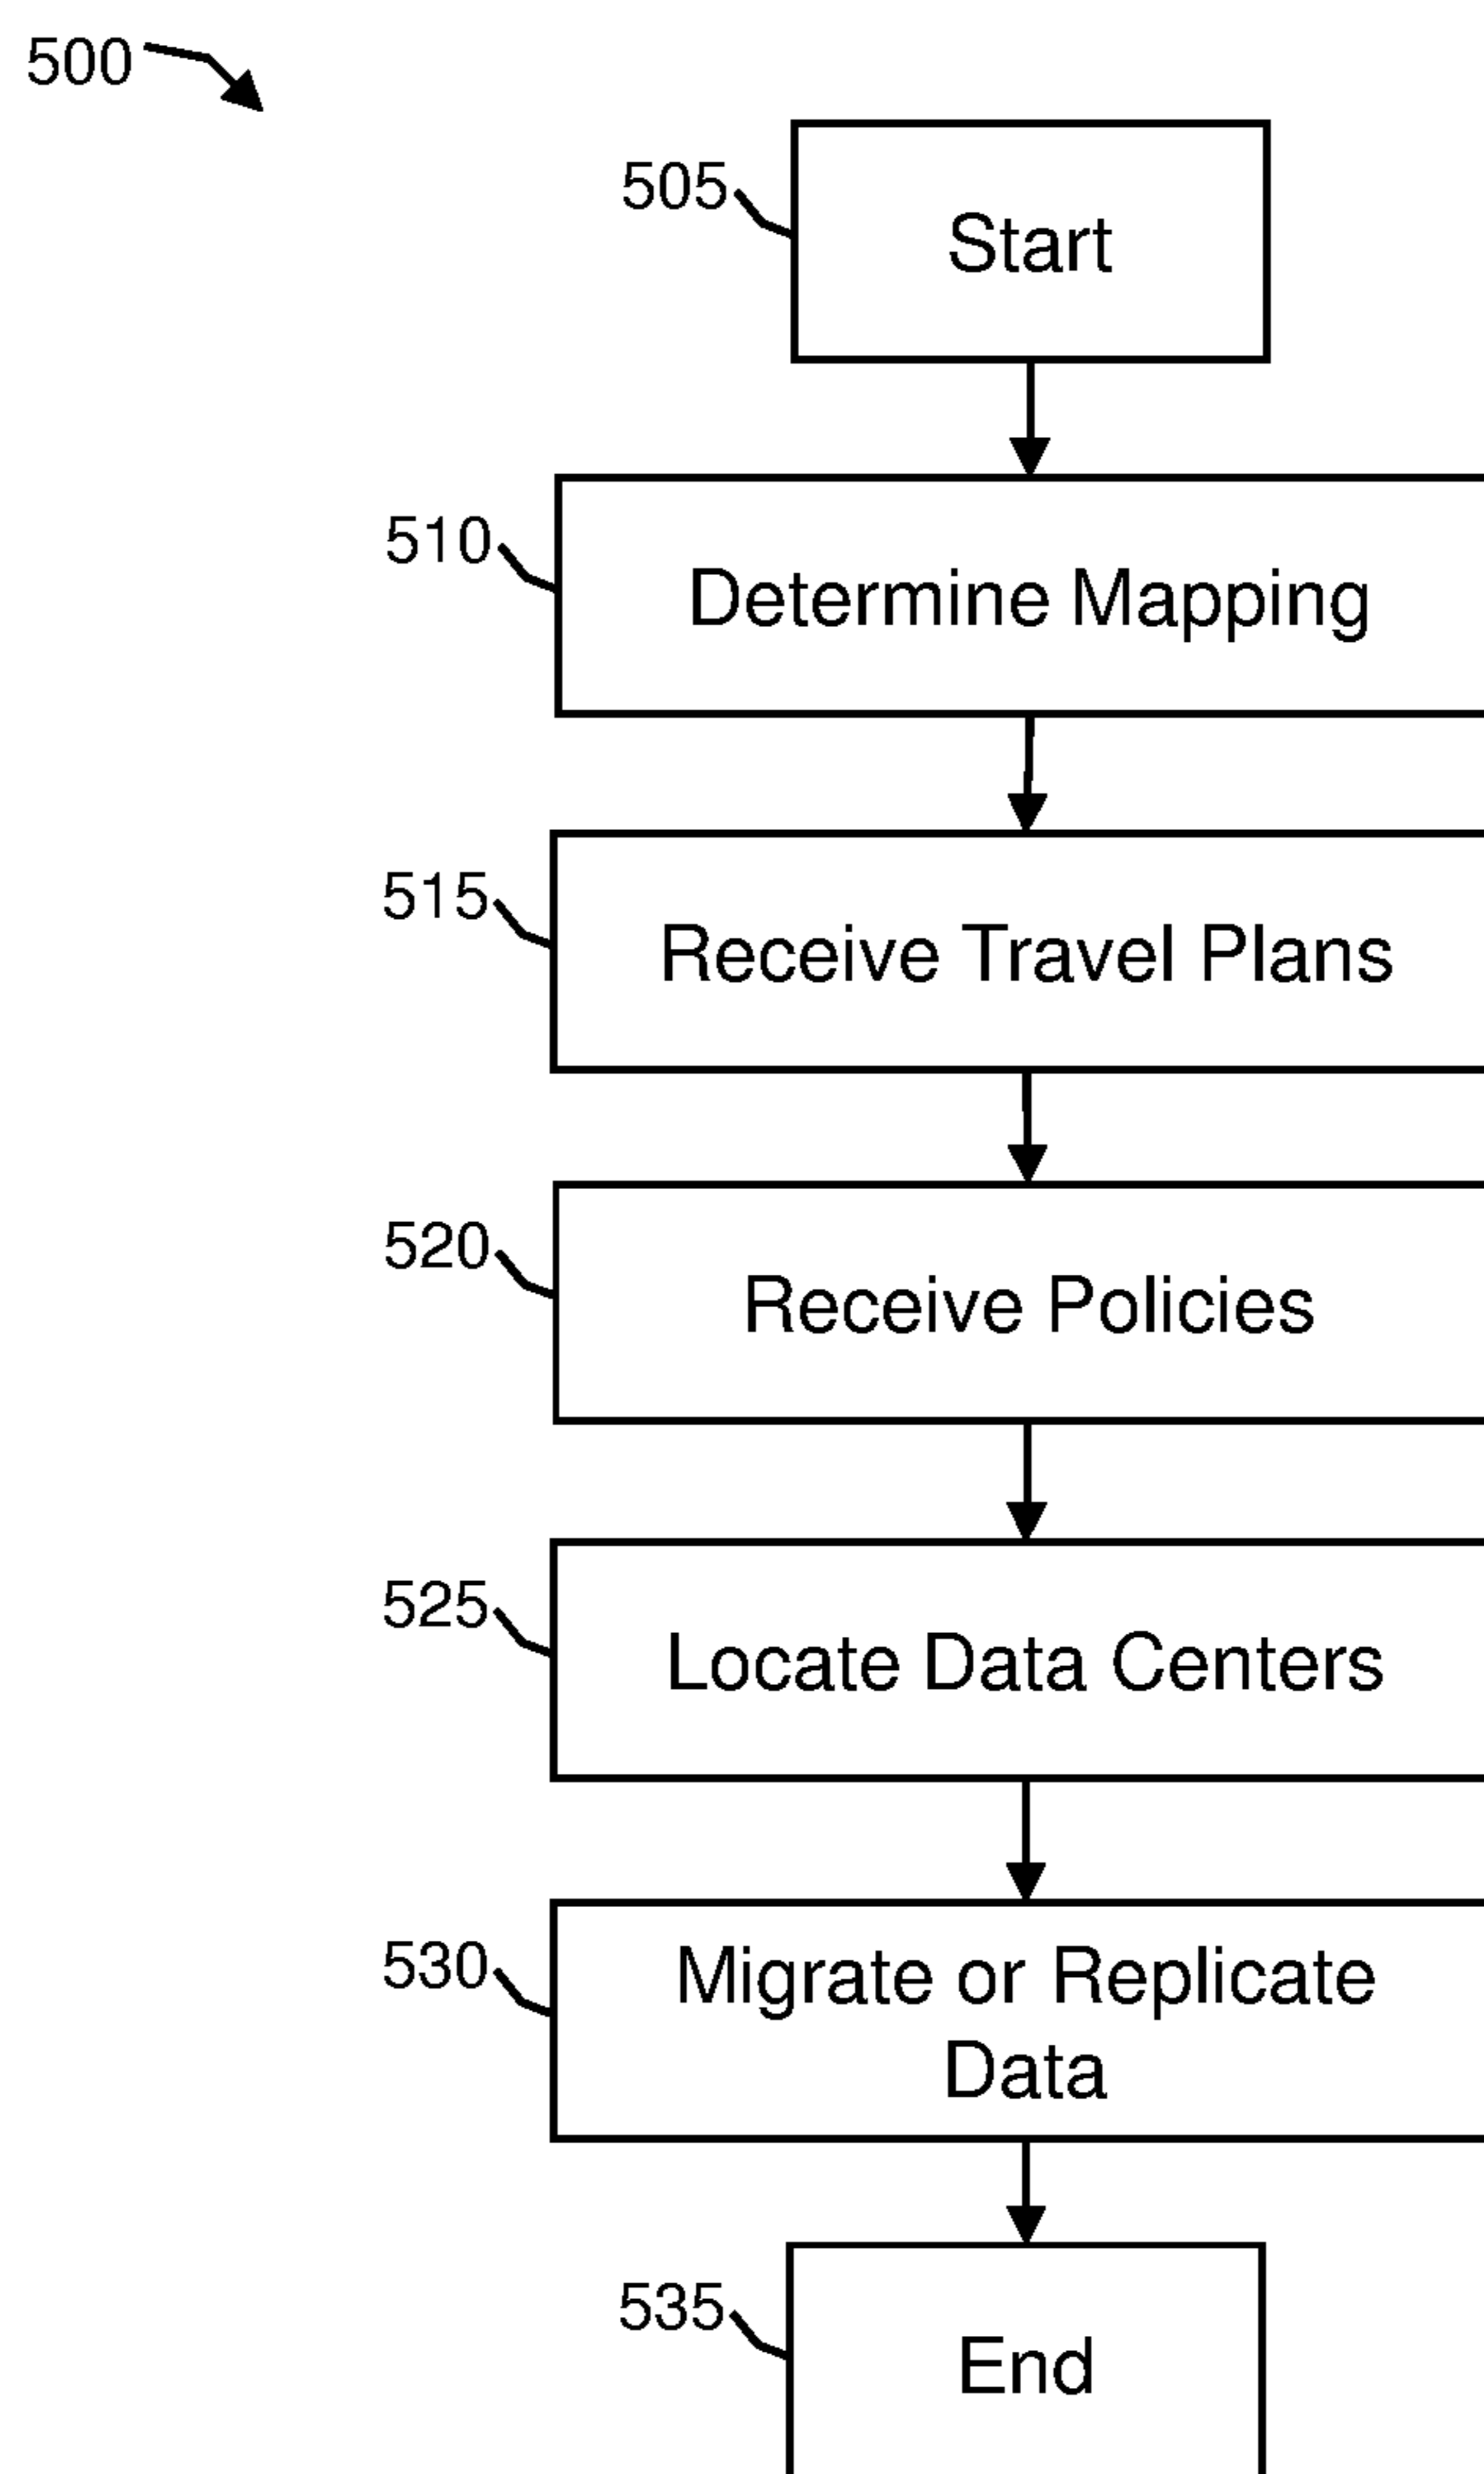 500
505
Start
510
Determine Mapping
515
Receive Travel Plans
520
Receive Policies
525
Locate Data Centers
530
Migrate or Replicate
Data
535
End